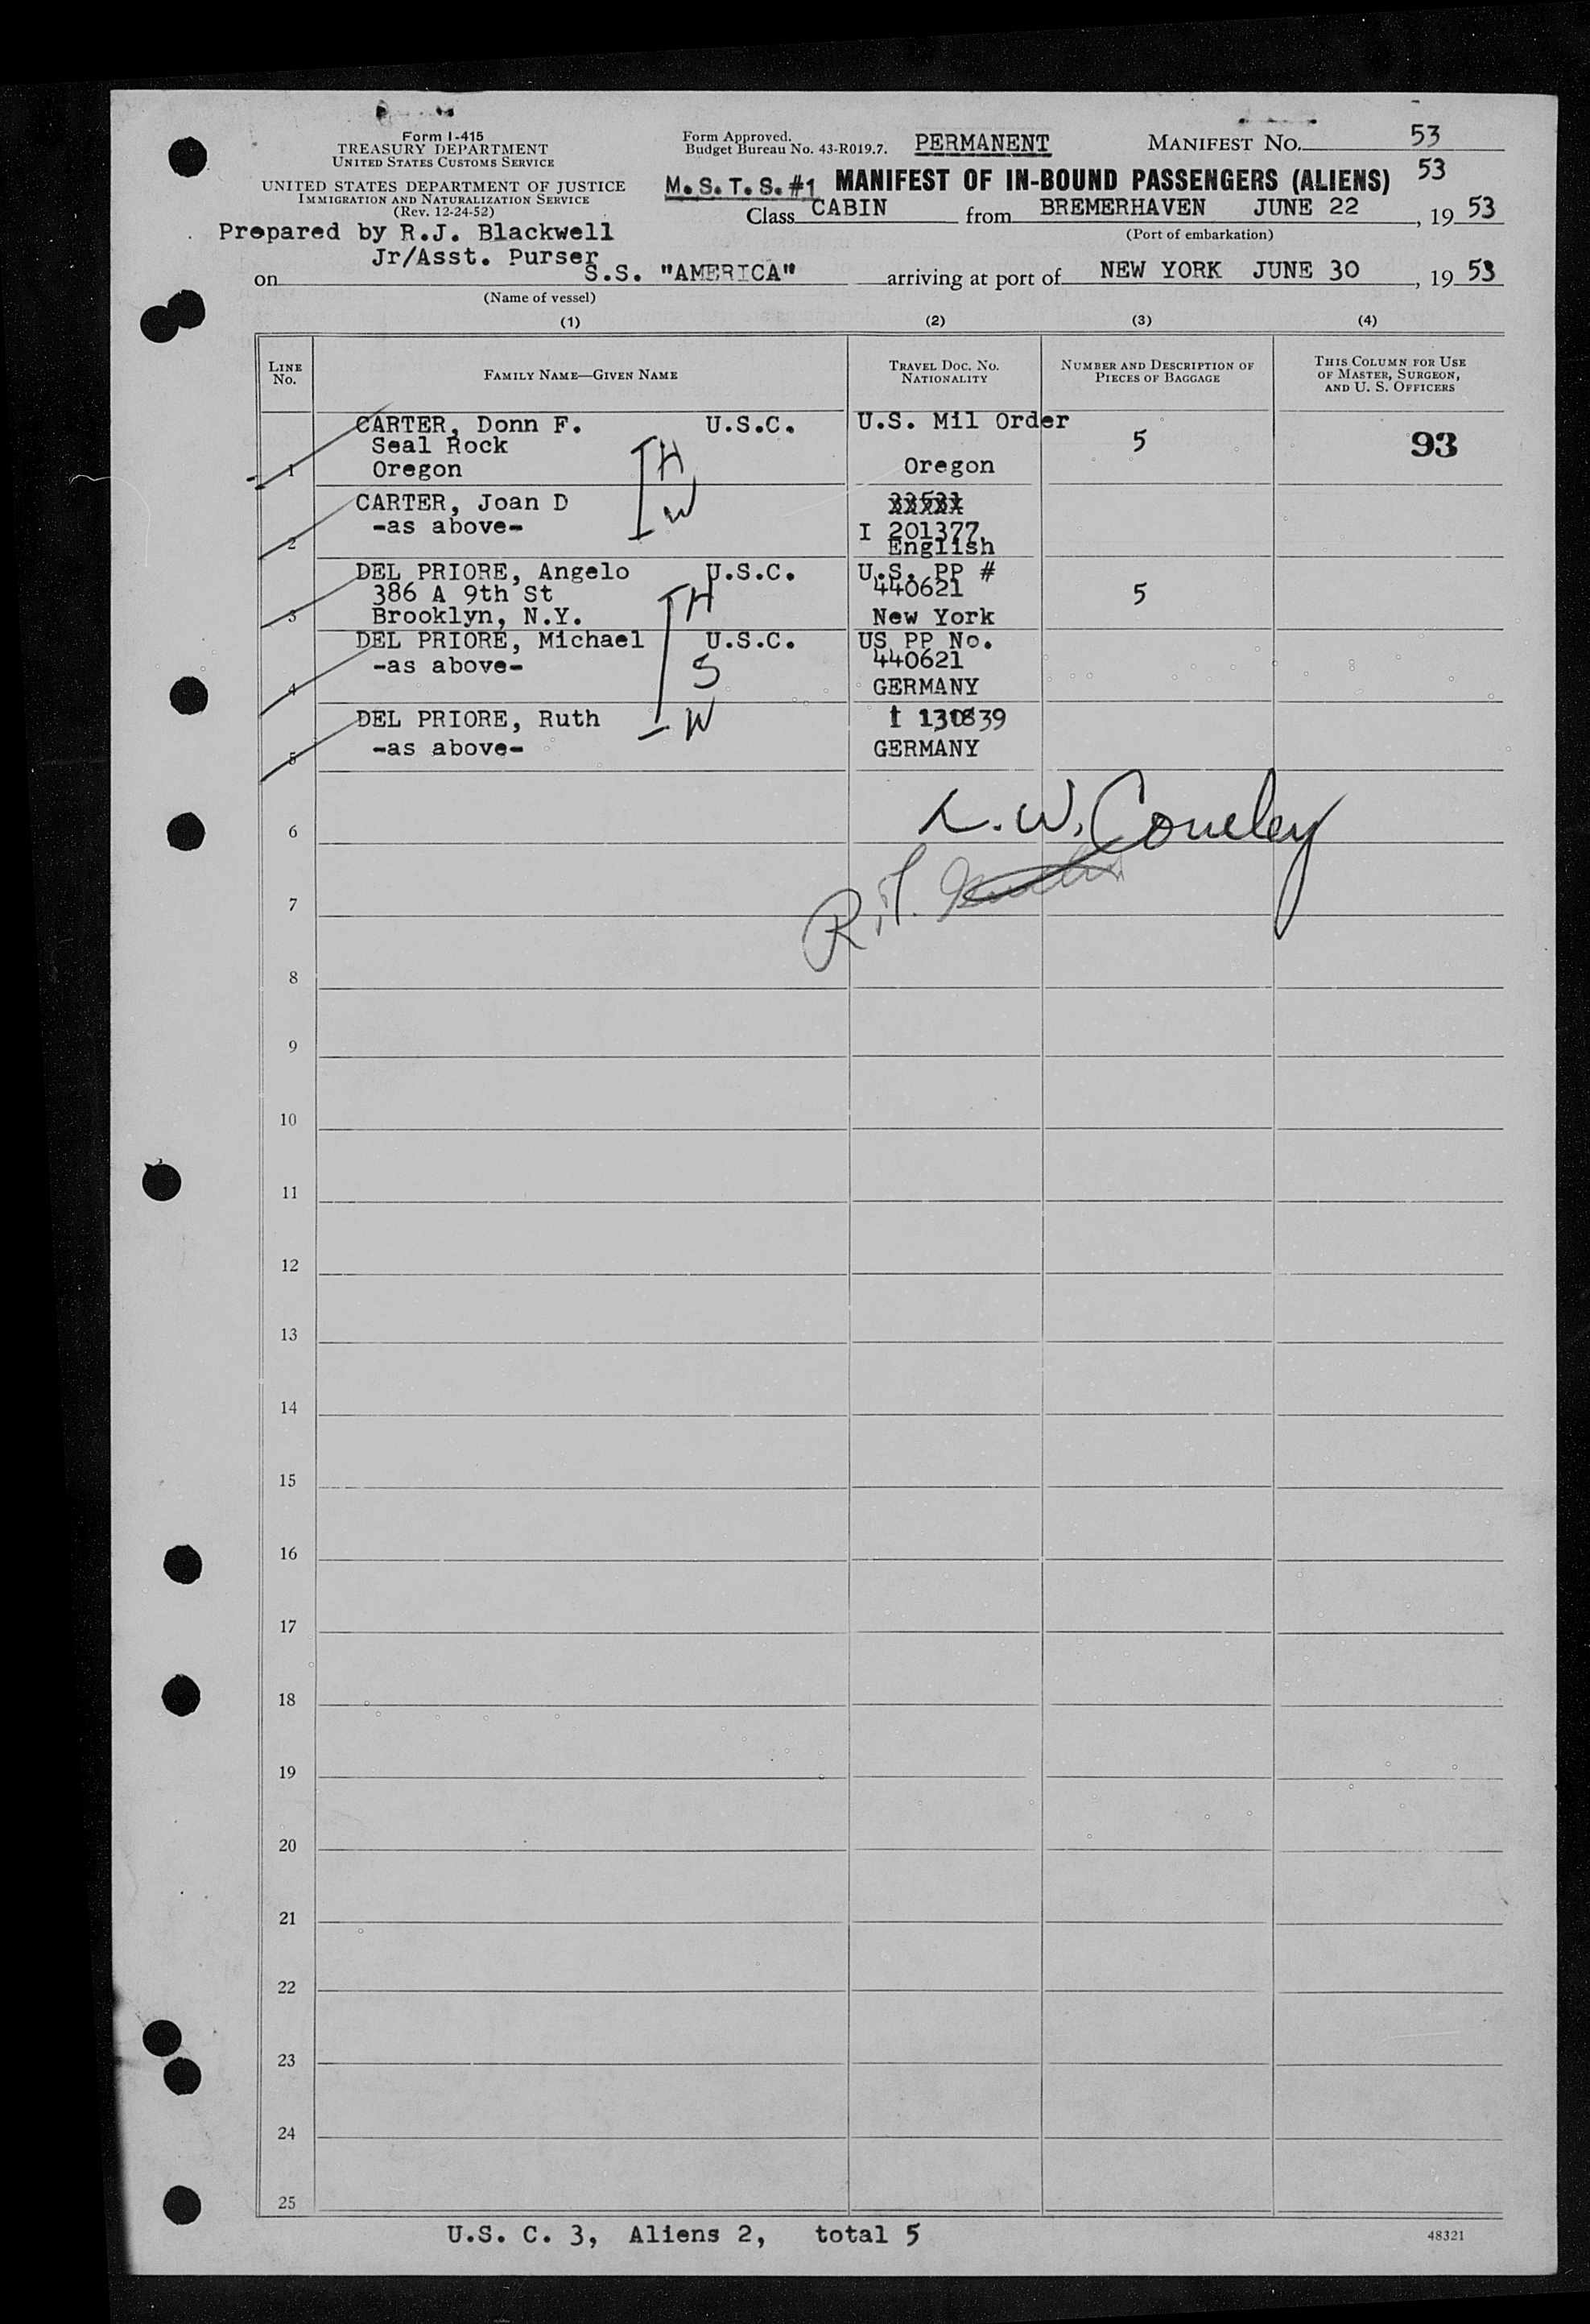 Form I-415
TREASURY DEPARTMENT
UNITED STATES CUSTOMS SERVICE
UNITED STATES DEPARTMENT OF JUSTICE
IMMIGRATION AND NATURALIZATION SERVICE
(Rev. 12-24-52)
Form Approved.
Budget Bureau No. 43-R019.7.
PERMANENT
MANIFEST No. 53
53
M.S.T.S.#1 MANIFEST OF IN-BOUND PASSENGERS (ALIENS)
Class CABIN from BREMERHAVEN JUNE 22, 1953
(Port of embarkation)
Prepared by R.J. Blackwell
Jr/Asst. Purser
on S.S. "AMERICA" arriving at port of NEW YORK JUNE 30, 1953
(Name of vessel)
(1) (2) (3) (4)
LINE No.
FAMILY NAME—GIVEN NAME
TRAVEL DOC. NO. NATIONALITY
NUMBER AND DESCRIPTION OF PIECES OF BAGGAGE
THIS COLUMN FOR USE OF MASTER, SURGEON, AND U. S. OFFICERS
1 CARTER, Donn F. U.S.C. U.S. Mil Order 5 93
Seal Rock H
Oregon Oregon
2 CARTER, Joan D W
-as above- I 201377
English
3 DEL PRIORE, Angelo U.S.C. U.S. PP #
386 A 9th St H 440621 5
Brooklyn, N.Y. New York
4 DEL PRIORE, Michael U.S.C. US PP No.
-as above- S 440621
GERMANY
5 DEL PRIORE, Ruth W
-as above- GERMANY
6
7
8
9
10
11
12
13
14
15
16
17
18
19
20
21
22
23
24
25
U.S. C. 3, Aliens 2, total 5
48321